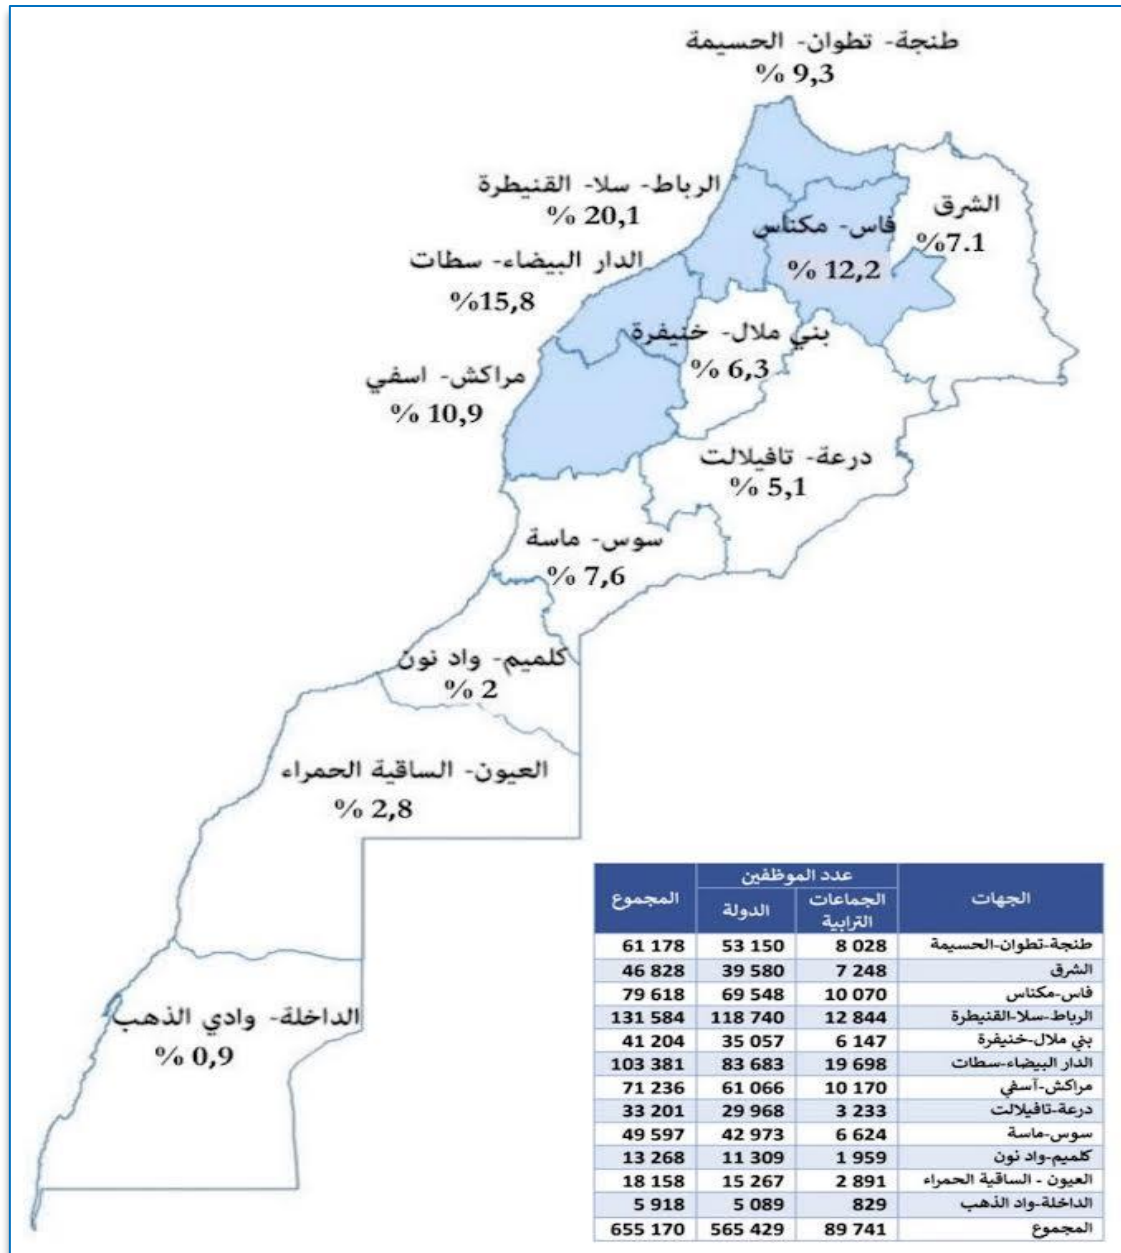 طنجة- تطوان- الحسيمة
% 9,3
الرباط- سلا- القنيطرة
% 20,1
الشرق
%7.1
فاس- مكناس
% 12,2
الدار البيضاء- سطات
%15,8
بني ملال- خنيفرة
% 6,3
مراكش- اسفي
% 10,9
درعة- تافيلالت
% 5,1
سوس- ماسة
% 7,6
كلميم- واد نون
% 2
العيون- الساقية الحمراء
% 2,8
الداخلة- وادي الذهب
% 0,9
الجهات عدد الموظفين المجموع
الجماعات الترابية الدولة
طنجة-تطوان-الحسيمة 8 028 53 150 61 178
الشرق 7 248 39 580 46 828
فاس-مكناس 10 070 69 548 79 618
الرباط-سلا-القنيطرة 12 844 118 740 131 584
بني ملال-خنيفرة 6 147 35 057 41 204
الدار البيضاء-سطات 19 698 83 683 103 381
مراكش-آسفي 10 170 61 066 71 236
درعة-تافيلالت 3 233 29 968 33 201
سوس-ماسة 6 624 42 973 49 597
كلميم-واد نون 1 959 11 309 13 268
العيون - الساقية الحمراء 2 891 15 267 18 158
الداخلة-واد الذهب 829 5 089 5 918
المجموع 89 741 565 429 655 170